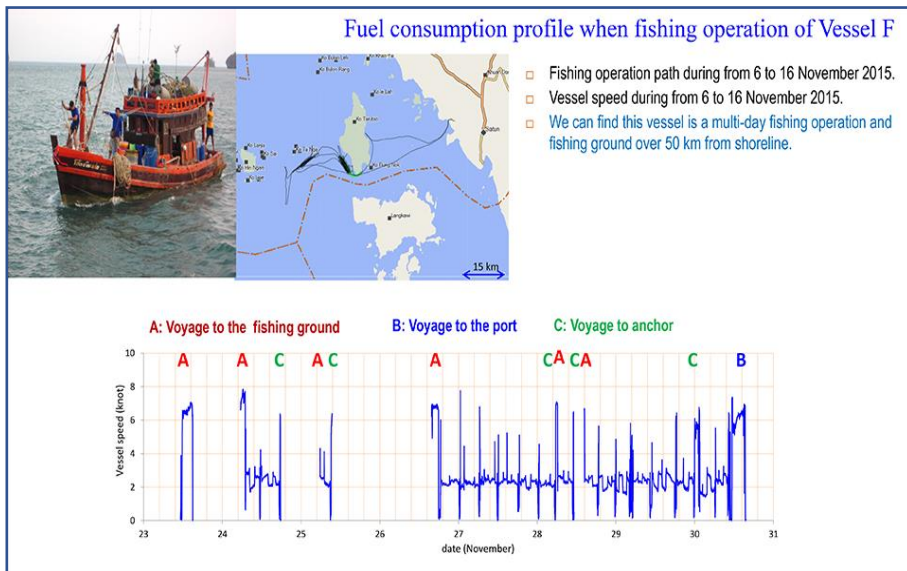 Fuel consumption profile when fishing operation of Vessel F
Fishing operation path during from 6 to 16 November 2015.
Vessel speed during from 6 to 16 November 2015.
We can find this vessel is a multi-day fishing operation and
fishing ground over 50 km from shoreline.
Satun
Langkawi
15 km
A: Voyage to the fishing ground
B: Voyage to the port
C: Voyage to anchor
A A C A C A C A C A C B
Vessel speed (knot)
10
8
6
4
2
0
23 24 25 26 27 28 29 30 31
date (November)